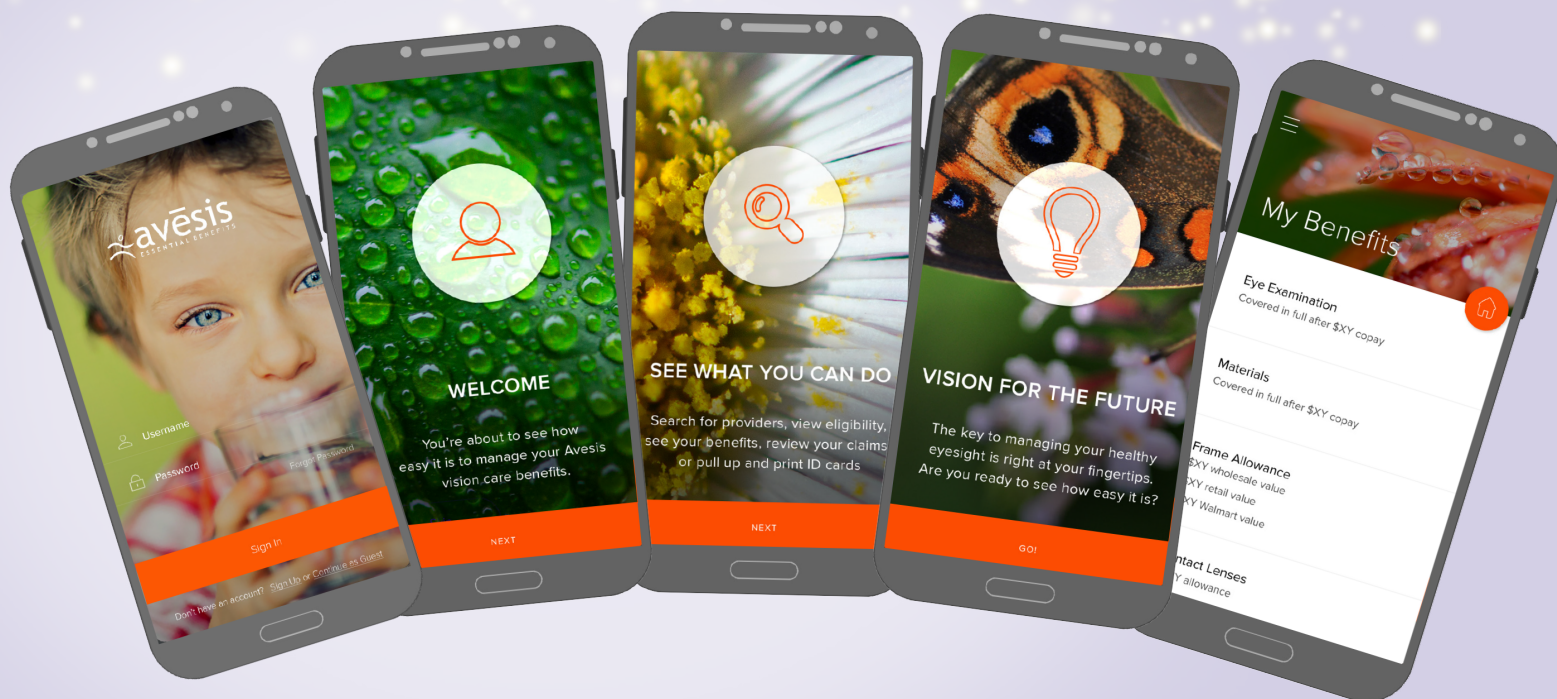 avēsis
ESSENTIAL BENEFITS
Username
Password
Forgot Password
Sign In
Don't have an account? Sign Up or Continue as Guest
WELCOME
You're about to see how
easy it is to manage your Avesis
vision care benefits.
NEXT
SEE WHAT YOU CAN DO
Search for providers, view eligibility,
see your benefits, review your claims
or pull up and print ID cards
NEXT
VISION FOR THE FUTURE
The key to managing your healthy
eyesight is right at your fingertips.
Are you ready to see how easy it is?
GO!
My Benefits
Eye Examination
Covered in full after $XY copay
Materials
Covered in full after $XY copay
Frame Allowance
$XY wholesale value
XY retail value
XY Walmart value
ntact Lenses
Y allowance